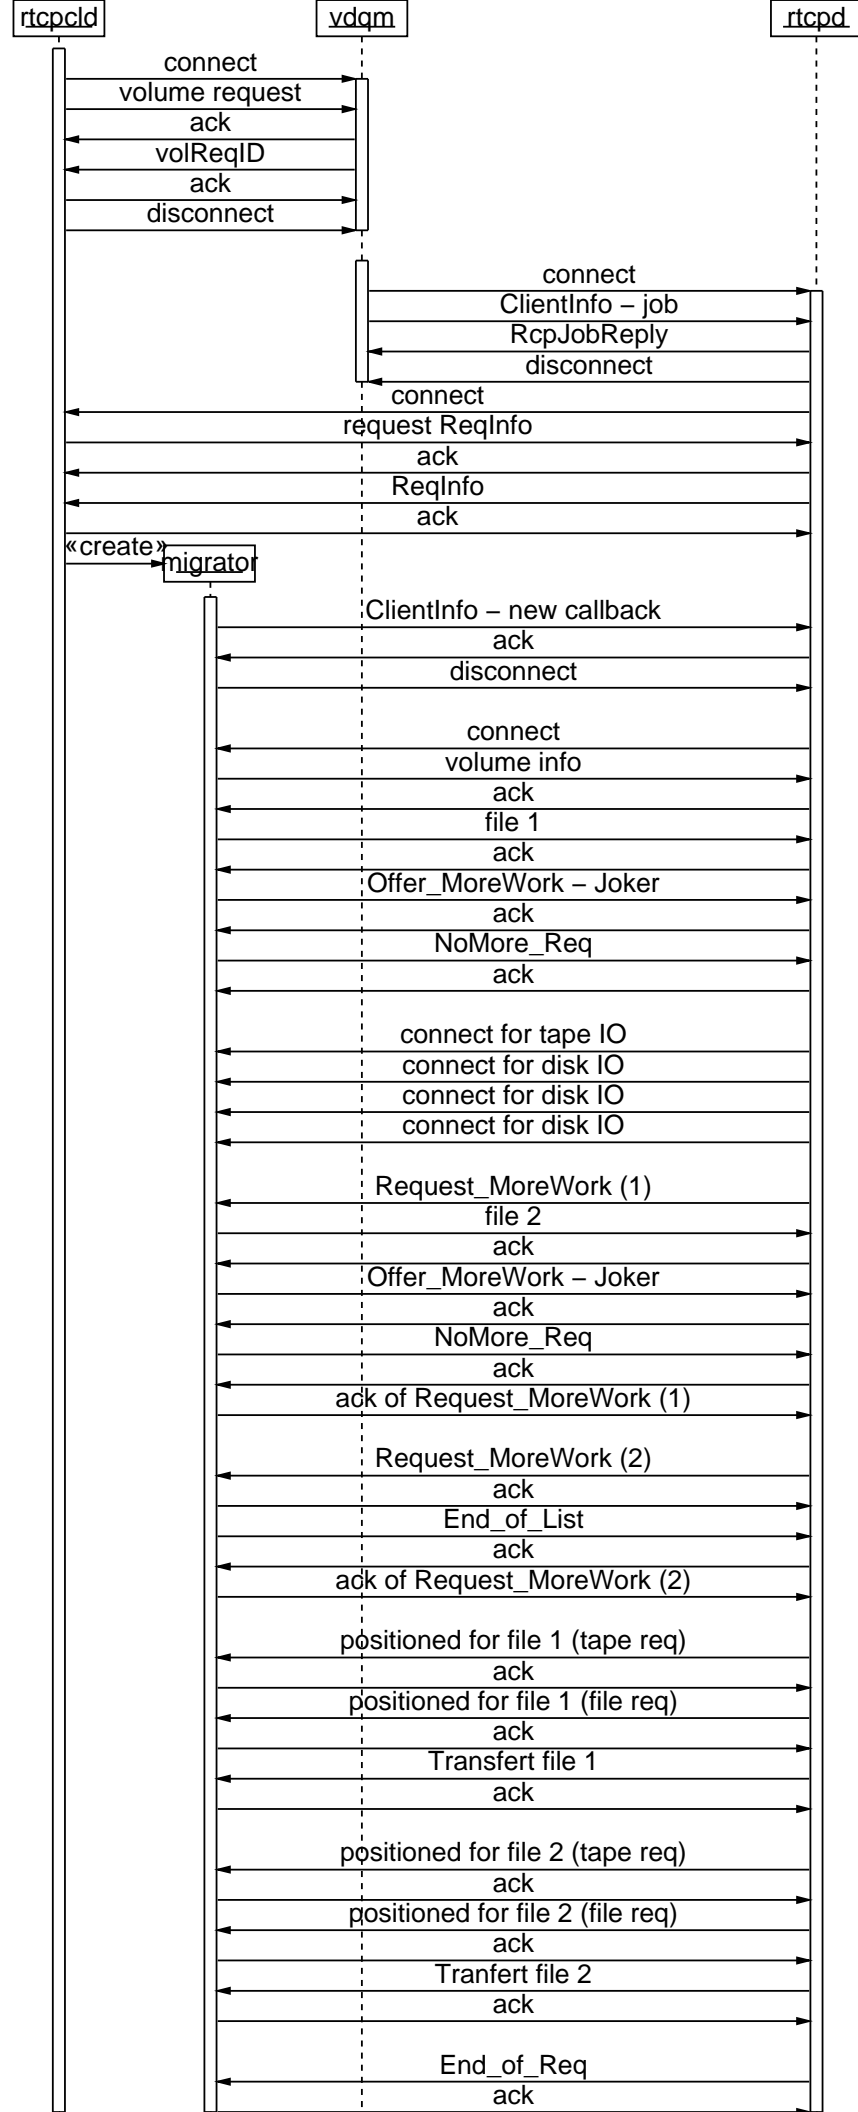 rtcpcld vdqm rtcpd
connect
volume request
ack
volReqID
ack
disconnect
connect
ClientInfo – job
RcpJobReply
disconnect
connect
request ReqInfo
ack
ReqInfo
ack
«create»
migrator
ClientInfo – new callback
ack
disconnect
connect
volume info
ack
file 1
ack
Offer_MoreWork – Joker
ack
NoMore_Req
ack
connect for tape IO
connect for disk IO
connect for disk IO
connect for disk IO
Request_MoreWork (1)
file 2
ack
Offer_MoreWork – Joker
ack
NoMore_Req
ack
ack of Request_MoreWork (1)
Request_MoreWork (2)
ack
End_of_List
ack
ack of Request_MoreWork (2)
positioned for file 1 (tape req)
ack
positioned for file 1 (file req)
ack
Transfert file 1
ack
positioned for file 2 (tape req)
ack
positioned for file 2 (file req)
ack
Tranfert file 2
ack
End_of_Req
ack